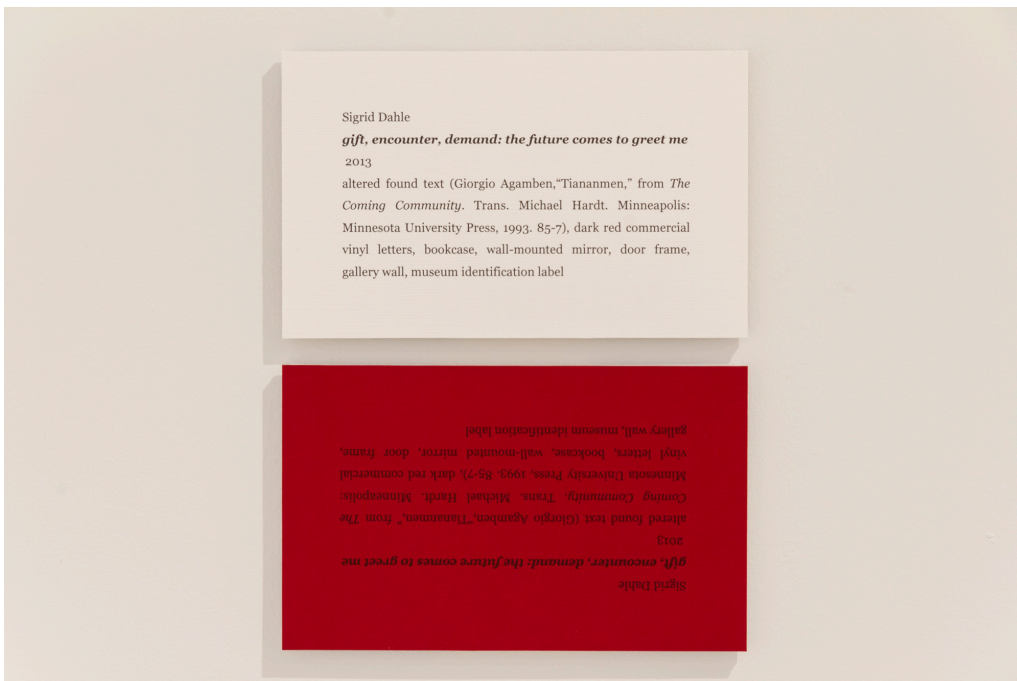 Sigrid Dahle
gift, encounter, demand: the future comes to greet me
2013
altered found text (Giorgio Agamben,“Tiananmen,” from The
Coming Community. Trans. Michael Hardt. Minneapolis:
Minnesota University Press, 1993. 85-7), dark red commercial
vinyl letters, bookcase, wall-mounted mirror, door frame,
gallery wall, museum identification label
Sigrid Dahle
gift, encounter, demand: the future comes to greet me
2013
altered found text (Giorgio Agamben,“Tiananmen,” from The
Coming Community. Trans. Michael Hardt. Minneapolis:
Minnesota University Press, 1993. 85-7), dark red commercial
vinyl letters, bookcase, wall-mounted mirror, door frame,
gallery wall, museum identification label